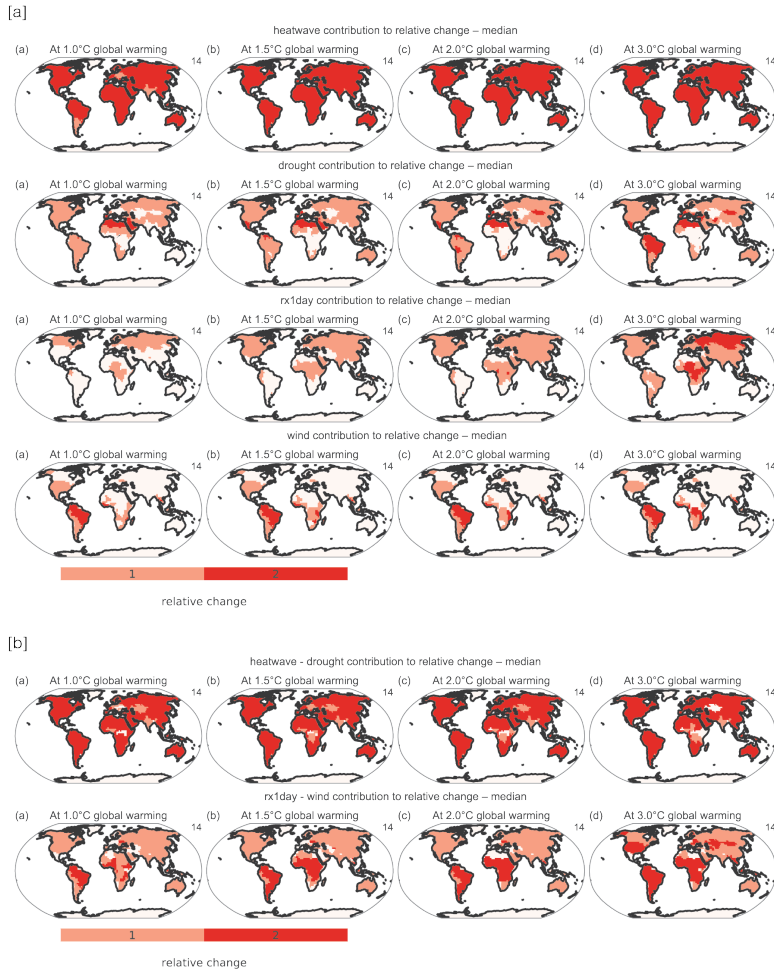 [a]
heatwave contribution to relative change – median
(a) At 1.0°C global warming 14 (b) At 1.5°C global warming 14 (c) At 2.0°C global warming 14 (d) At 3.0°C global warming 14
drought contribution to relative change – median
(a) At 1.0°C global warming 14 (b) At 1.5°C global warming 14 (c) At 2.0°C global warming 14 (d) At 3.0°C global warming 14
rx1day contribution to relative change – median
(a) At 1.0°C global warming 14 (b) At 1.5°C global warming 14 (c) At 2.0°C global warming 14 (d) At 3.0°C global warming 14
wind contribution to relative change – median
(a) At 1.0°C global warming 14 (b) At 1.5°C global warming 14 (c) At 2.0°C global warming 14 (d) At 3.0°C global warming 14
1 2
relative change
[b]
heatwave - drought contribution to relative change – median
(a) At 1.0°C global warming 14 (b) At 1.5°C global warming 14 (c) At 2.0°C global warming 14 (d) At 3.0°C global warming 14
rx1day - wind contribution to relative change – median
(a) At 1.0°C global warming 14 (b) At 1.5°C global warming 14 (c) At 2.0°C global warming 14 (d) At 3.0°C global warming 14
1 2
relative change